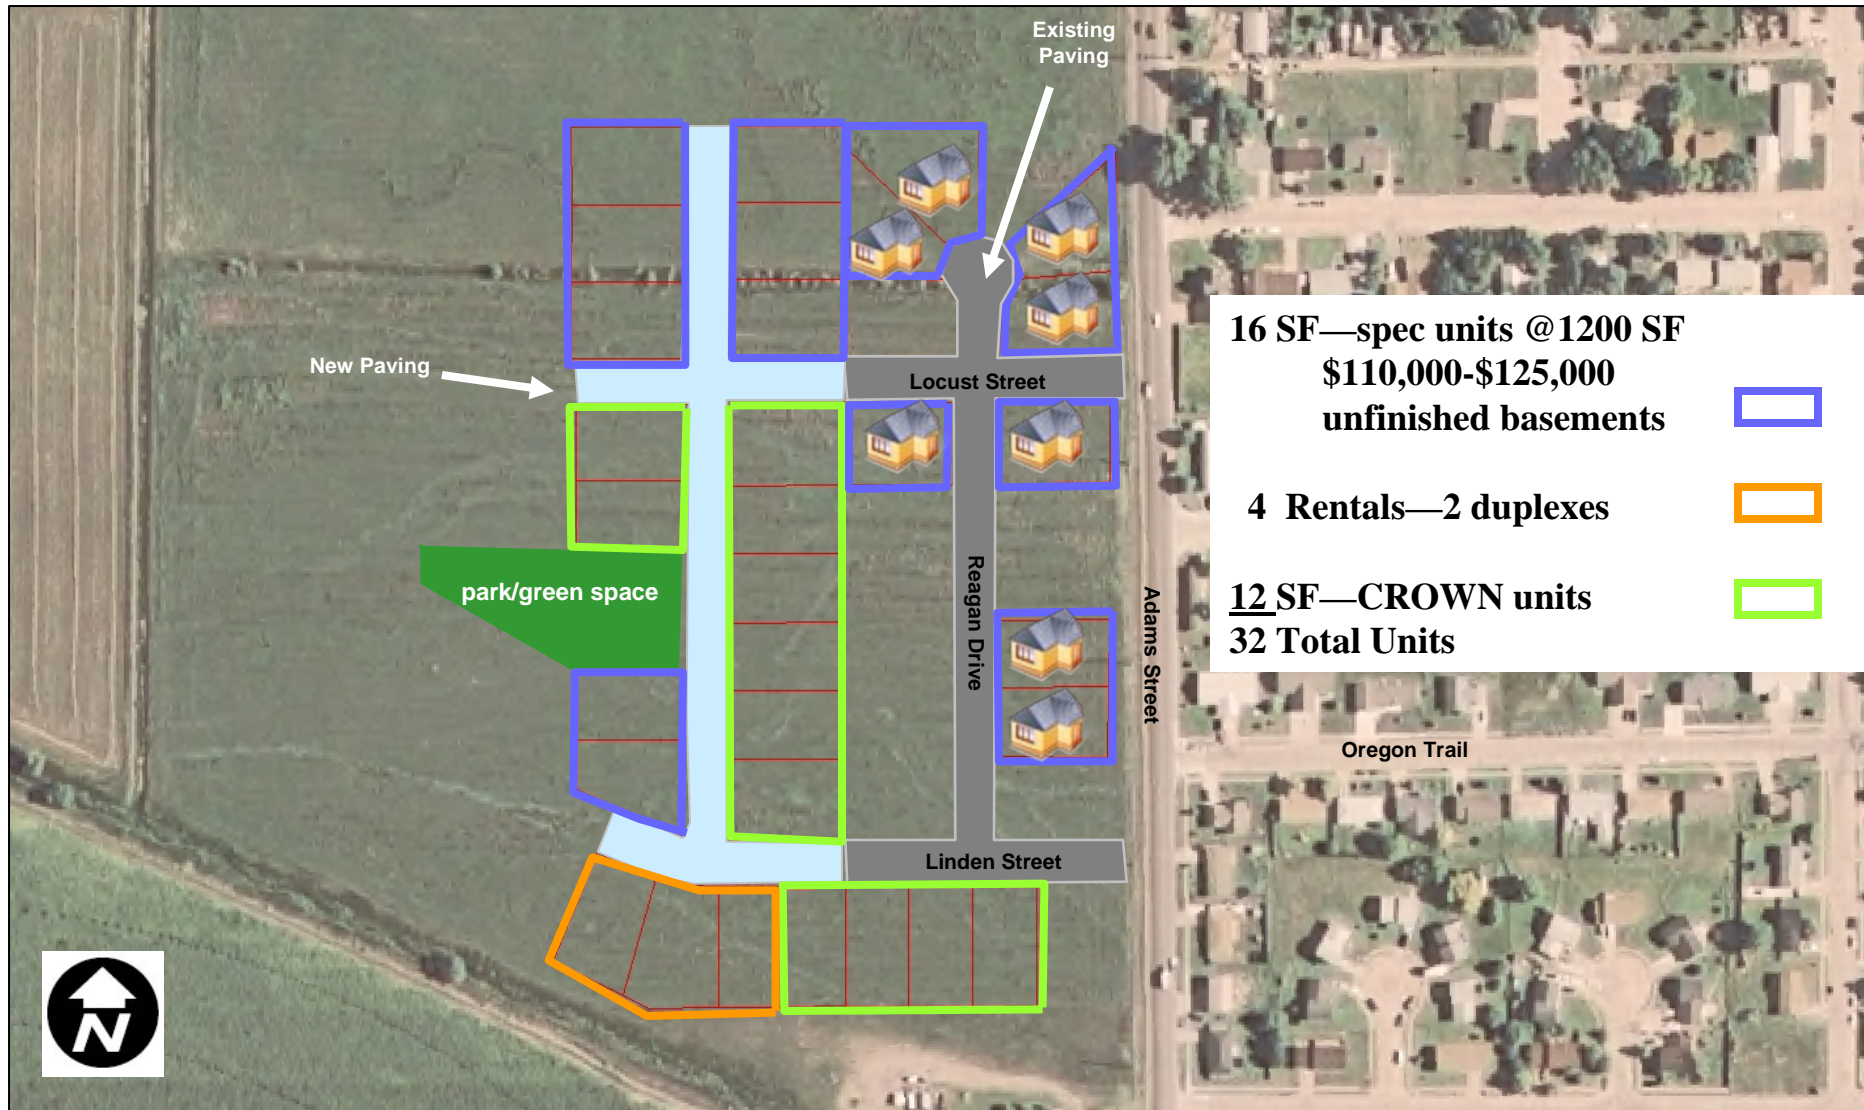 Existing
Paving
New Paving
Locust Street
16 SF—spec units @1200 SF
$110,000-$125,000
unfinished basements
4 Rentals—2 duplexes
12 SF—CROWN units
32 Total Units
park/green space
Reagan Drive
Adams Street
Oregon Trail
Linden Street
N